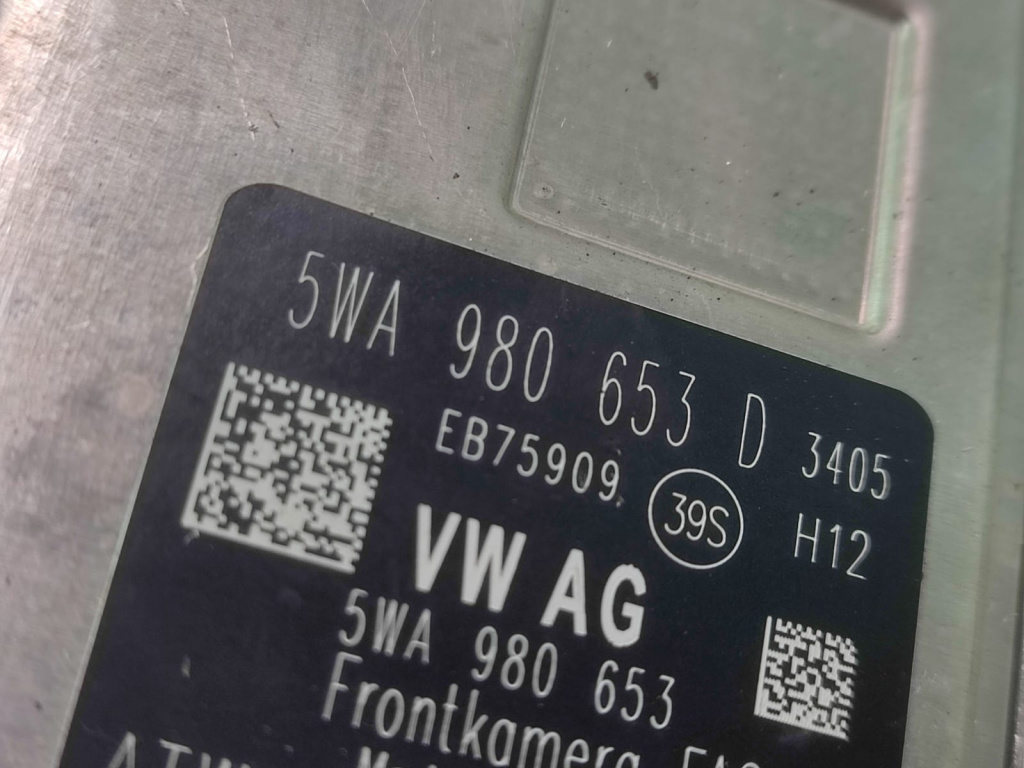 5WA 980 653 D 3405
EB75909 39S H12
VW AG
5WA 980 653
Frontkamera